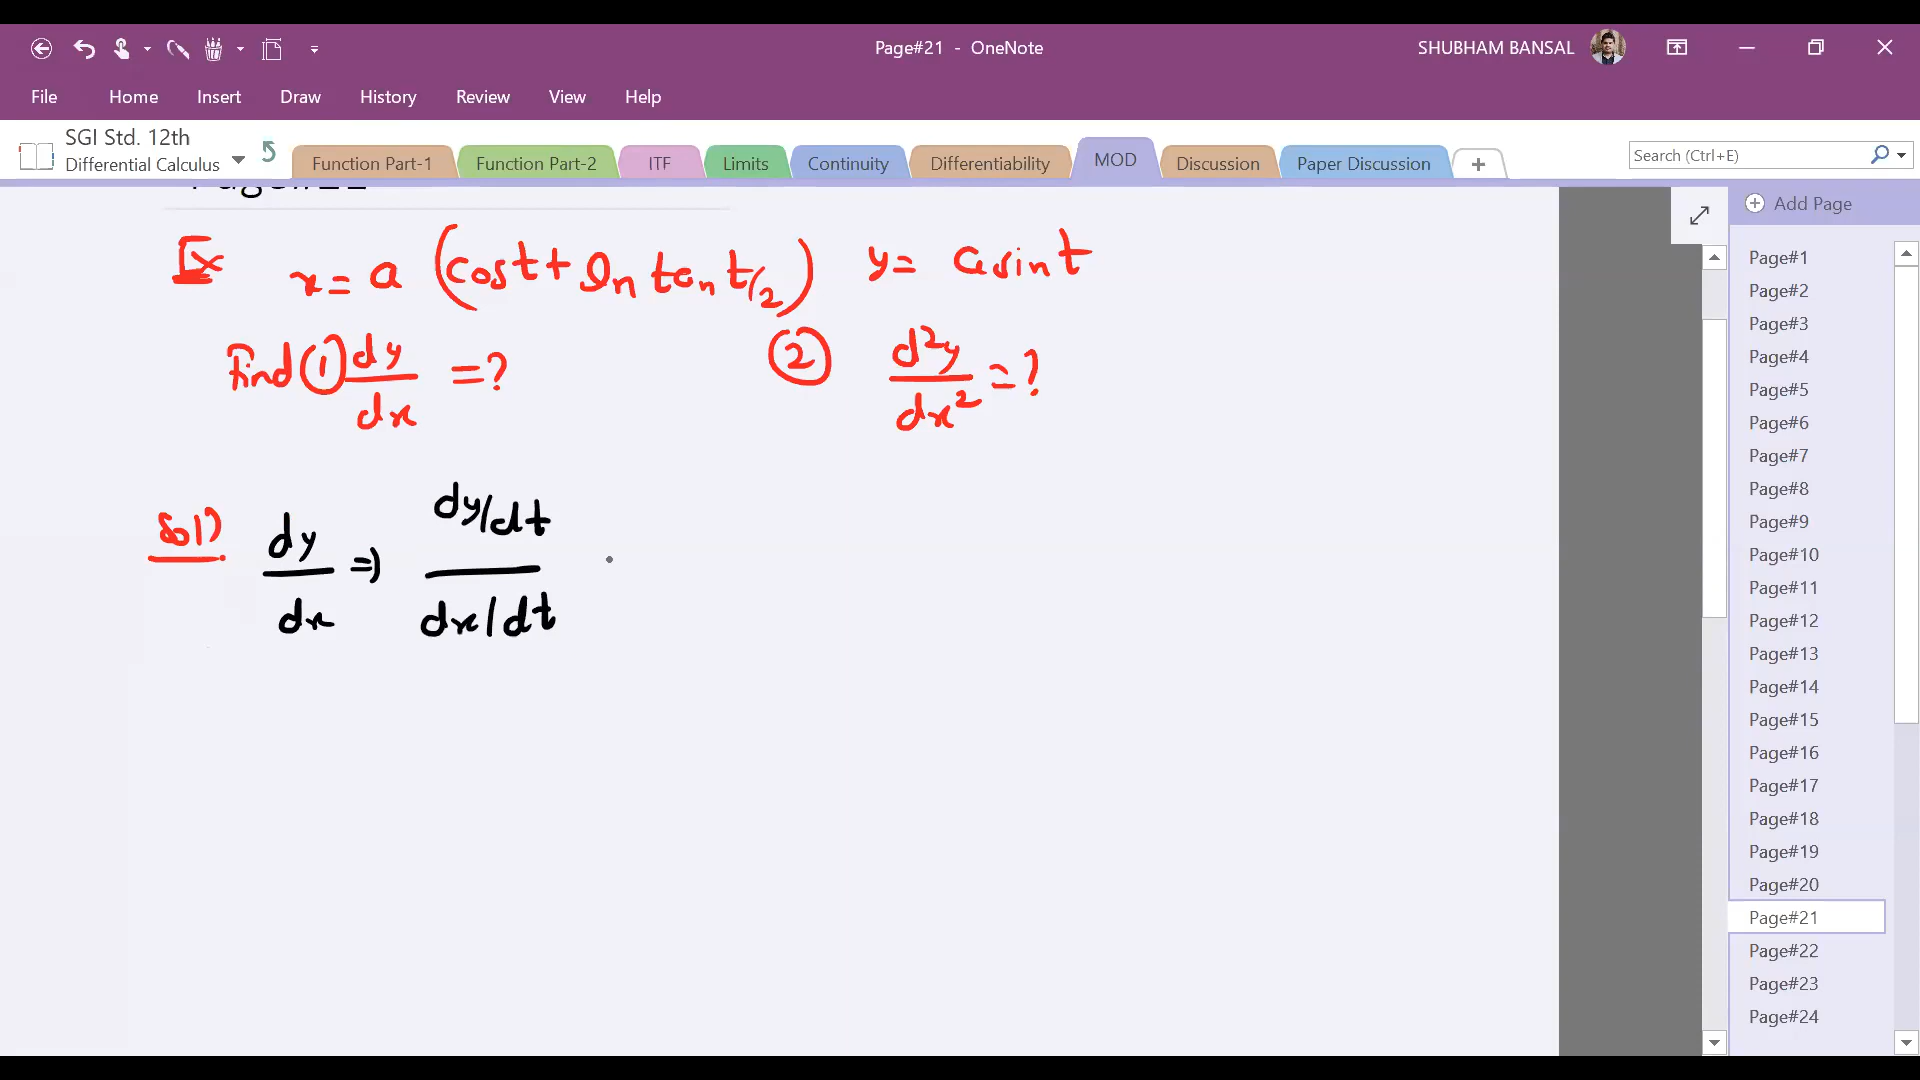 Page#21 - OneNote
SHUBHAM BANSAL
File Home Insert Draw History Review View Help
SGI Std. 12th
Differential Calculus
Function Part-1 Function Part-2 ITF Limits Continuity Differentiability MOD Discussion Paper Discussion +
Search (Ctrl+E)
Ex x = a (cost + ln tan t/2) y = a sint
Find ① dy/dx = ? ② d²y/dx² = ?
Sol) dy/dx ⇒ dy/dt / dx/dt
Add Page
Page#1
Page#2
Page#3
Page#4
Page#5
Page#6
Page#7
Page#8
Page#9
Page#10
Page#11
Page#12
Page#13
Page#14
Page#15
Page#16
Page#17
Page#18
Page#19
Page#20
Page#21
Page#22
Page#23
Page#24